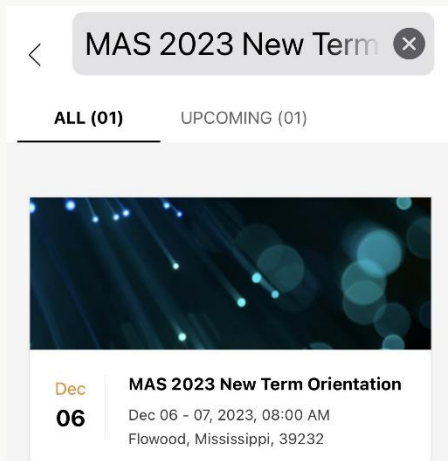 MAS 2023 New Term
ALL (01) UPCOMING (01)
Dec
06
MAS 2023 New Term Orientation
Dec 06 - 07, 2023, 08:00 AM
Flowood, Mississippi, 39232